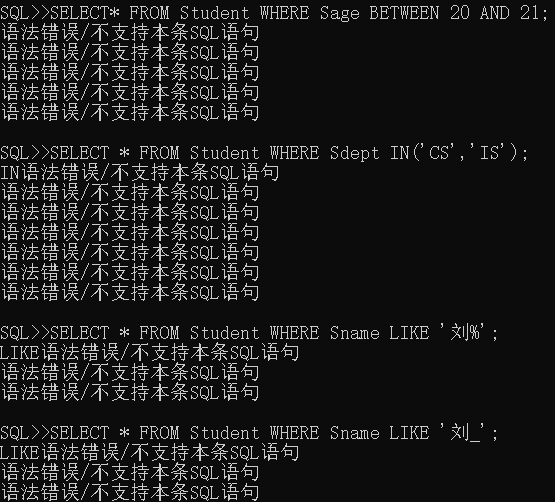 SQL>>SELECT* FROM Student WHERE Sage BETWEEN 20 AND 21;
语法错误/不支持本条SQL语句
语法错误/不支持本条SQL语句
语法错误/不支持本条SQL语句
语法错误/不支持本条SQL语句
语法错误/不支持本条SQL语句
SQL>>SELECT * FROM Student WHERE Sdept IN('CS','IS');
IN语法错误/不支持本条SQL语句
语法错误/不支持本条SQL语句
语法错误/不支持本条SQL语句
语法错误/不支持本条SQL语句
语法错误/不支持本条SQL语句
语法错误/不支持本条SQL语句
语法错误/不支持本条SQL语句
SQL>>SELECT * FROM Student WHERE Sname LIKE '刘%';
LIKE语法错误/不支持本条SQL语句
语法错误/不支持本条SQL语句
语法错误/不支持本条SQL语句
SQL>>SELECT * FROM Student WHERE Sname LIKE '刘_';
LIKE语法错误/不支持本条SQL语句
语法错误/不支持本条SQL语句
语法错误/不支持本条SQL语句